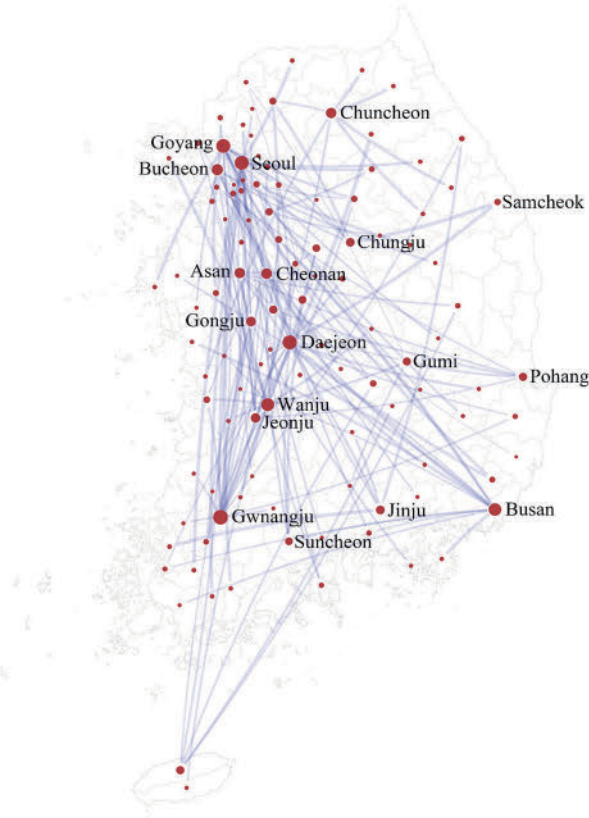 Chuncheon
Goyang
Seoul
Bucheon
Samcheok
Chungju
Asan
Cheonan
Gongju
Daejeon
Gumi
Pohang
Wanju
Jeonju
Gwnangju
Jinju
Busan
Suncheon